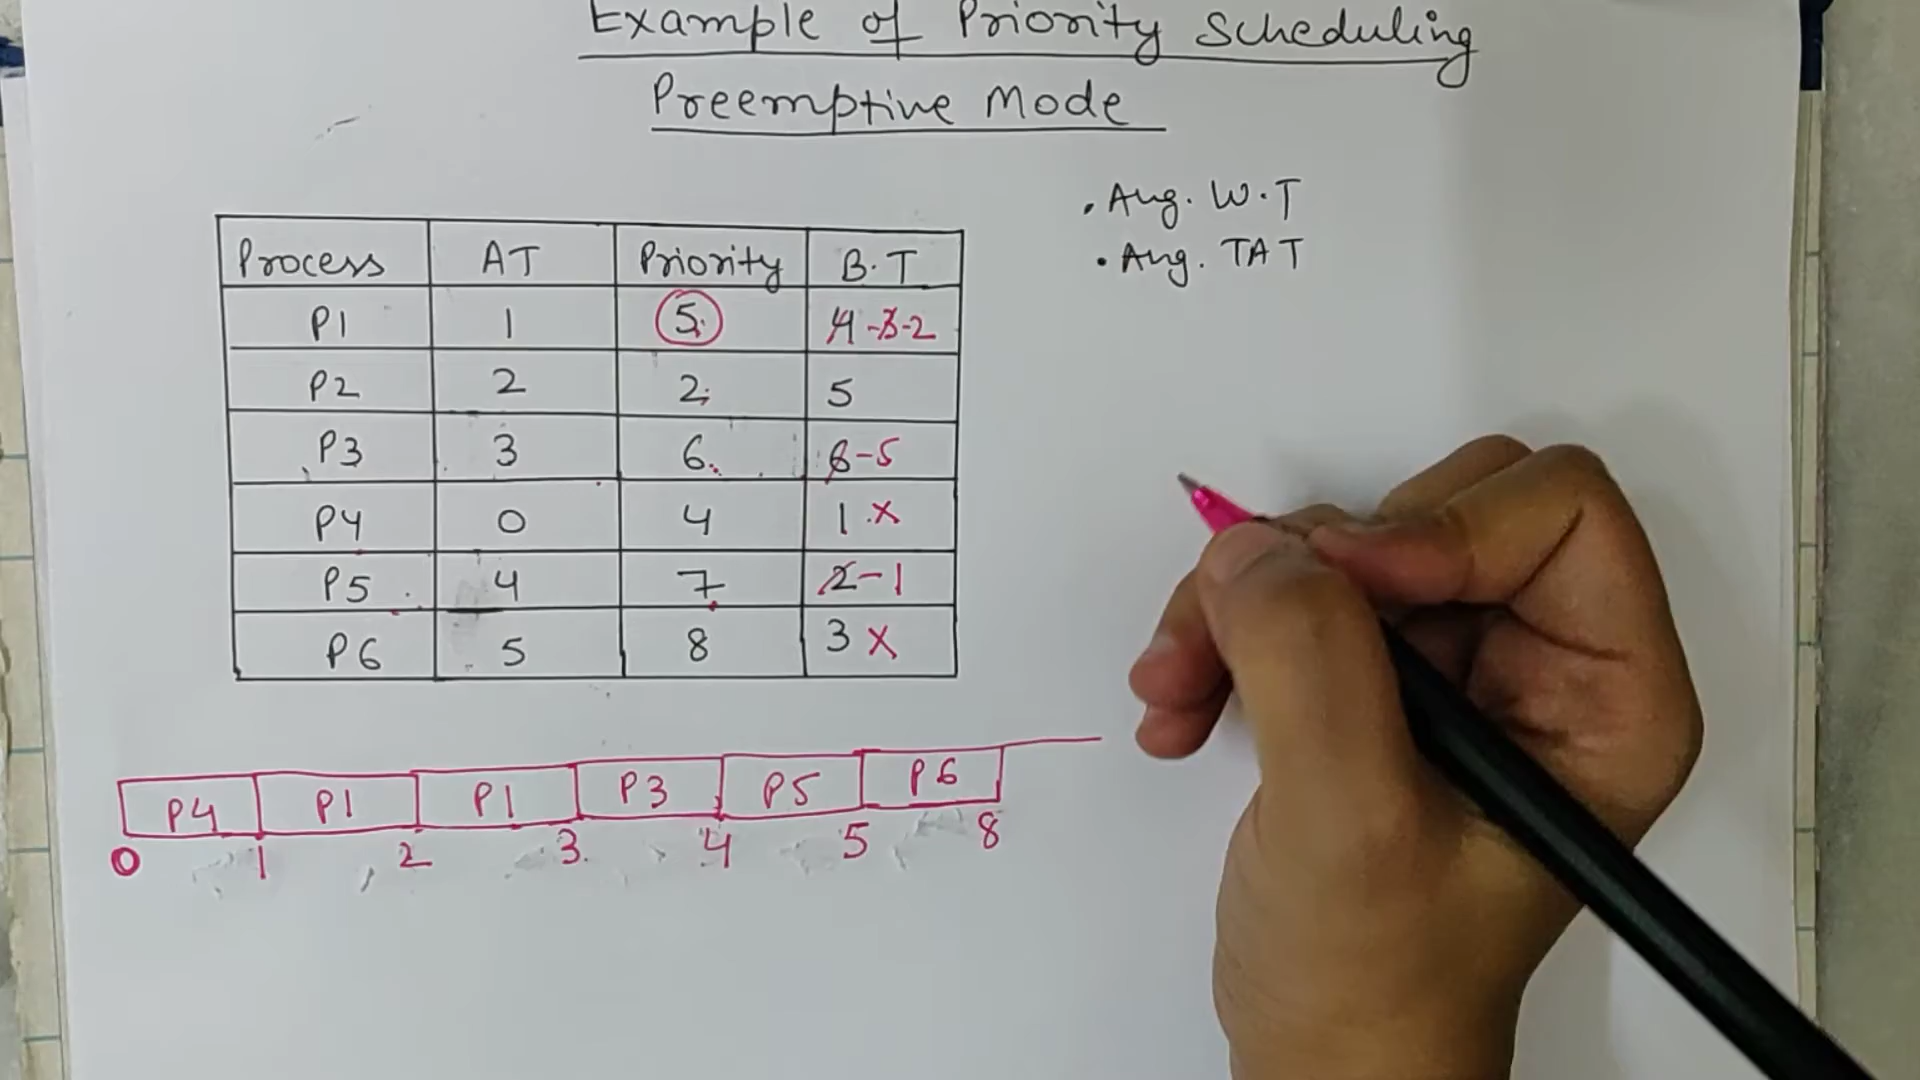 Example of Priority Scheduling
Preemptive Mode
• Avg. W.T
• Avg. TAT
Process AT Priority B.T
P1 1 5 4-3-2
P2 2 2 5
P3 3 6 6-5
P4 0 4 1 x
P5 4 7 2-1
P6 5 8 3 x
P4 P1 P1 P3 P5 P6
0 1 2 3 4 5 8